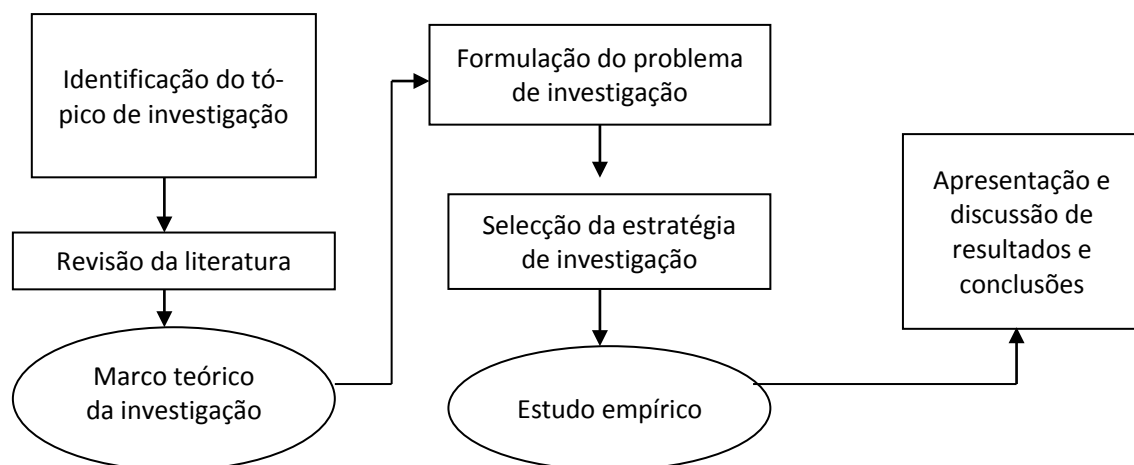 Identificação do tó-
pico de investigação
Revisão da literatura
Marco teórico
da investigação
Formulação do problema
de investigação
Selecção da estratégia
de investigação
Estudo empírico
Apresentação e
discussão de
resultados e
conclusões